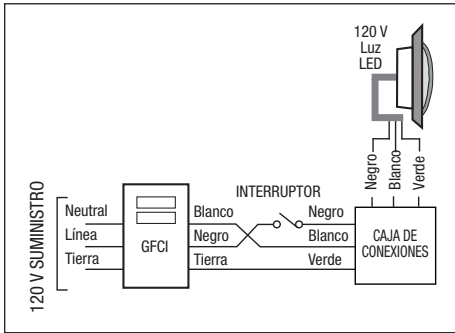 120 V
Luz
LED
Negro
Blanco
Verde
120 V SUMINISTRO
Neutral
Línea
Tierra
GFCI
Blanco
Negro
Tierra
INTERRUPTOR
Negro
Blanco
Verde
CAJA DE
CONEXIONES